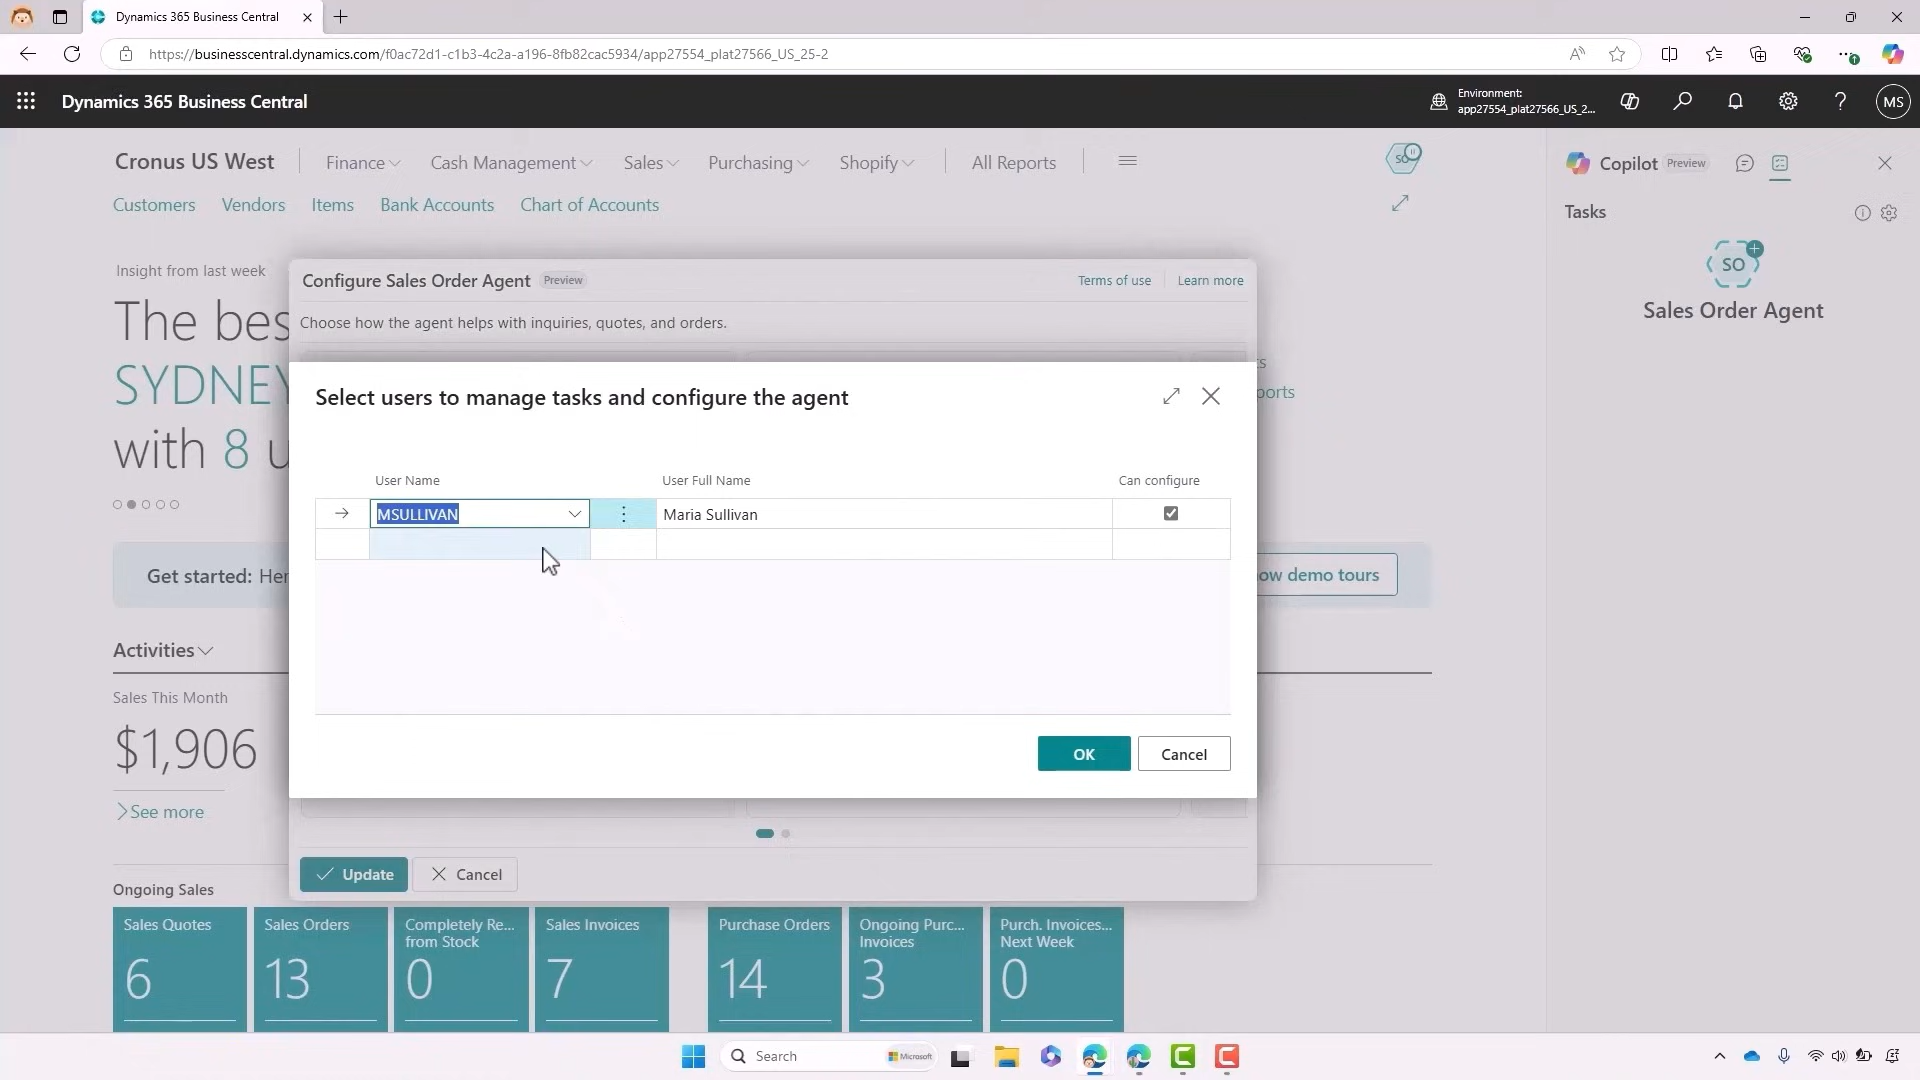 Dynamics 365 Business Central
https://businesscentral.dynamics.com/f0ac72d1-c1b3-4c2a-a196-8fb82cac5934/app27554_plat27566_US_25-2
Dynamics 365 Business Central
Environment:
app27554_plat27566_US_2...
MS
Cronus US West
Finance
Cash Management
Sales
Purchasing
Shopify
All Reports
SO
Customers
Vendors
Items
Bank Accounts
Chart of Accounts
Copilot
Preview
Tasks
SO
Sales Order Agent
Insight from last week
The bes
SYDNEY
with 8 u
Get started: Her
ow demo tours
orts
Configure Sales Order Agent
Preview
Terms of use
Learn more
Choose how the agent helps with inquiries, quotes, and orders.
Select users to manage tasks and configure the agent
User Name
User Full Name
Can configure
MSULLIVAN
Maria Sullivan
OK
Cancel
Update
Cancel
Activities
Sales This Month
$1,906
See more
Ongoing Sales
Sales Quotes
6
Sales Orders
13
Completely Re...
from Stock
0
Sales Invoices
7
Purchase Orders
14
Ongoing Purc...
Invoices
3
Purch. Invoices...
Next Week
0
Search
Microsoft